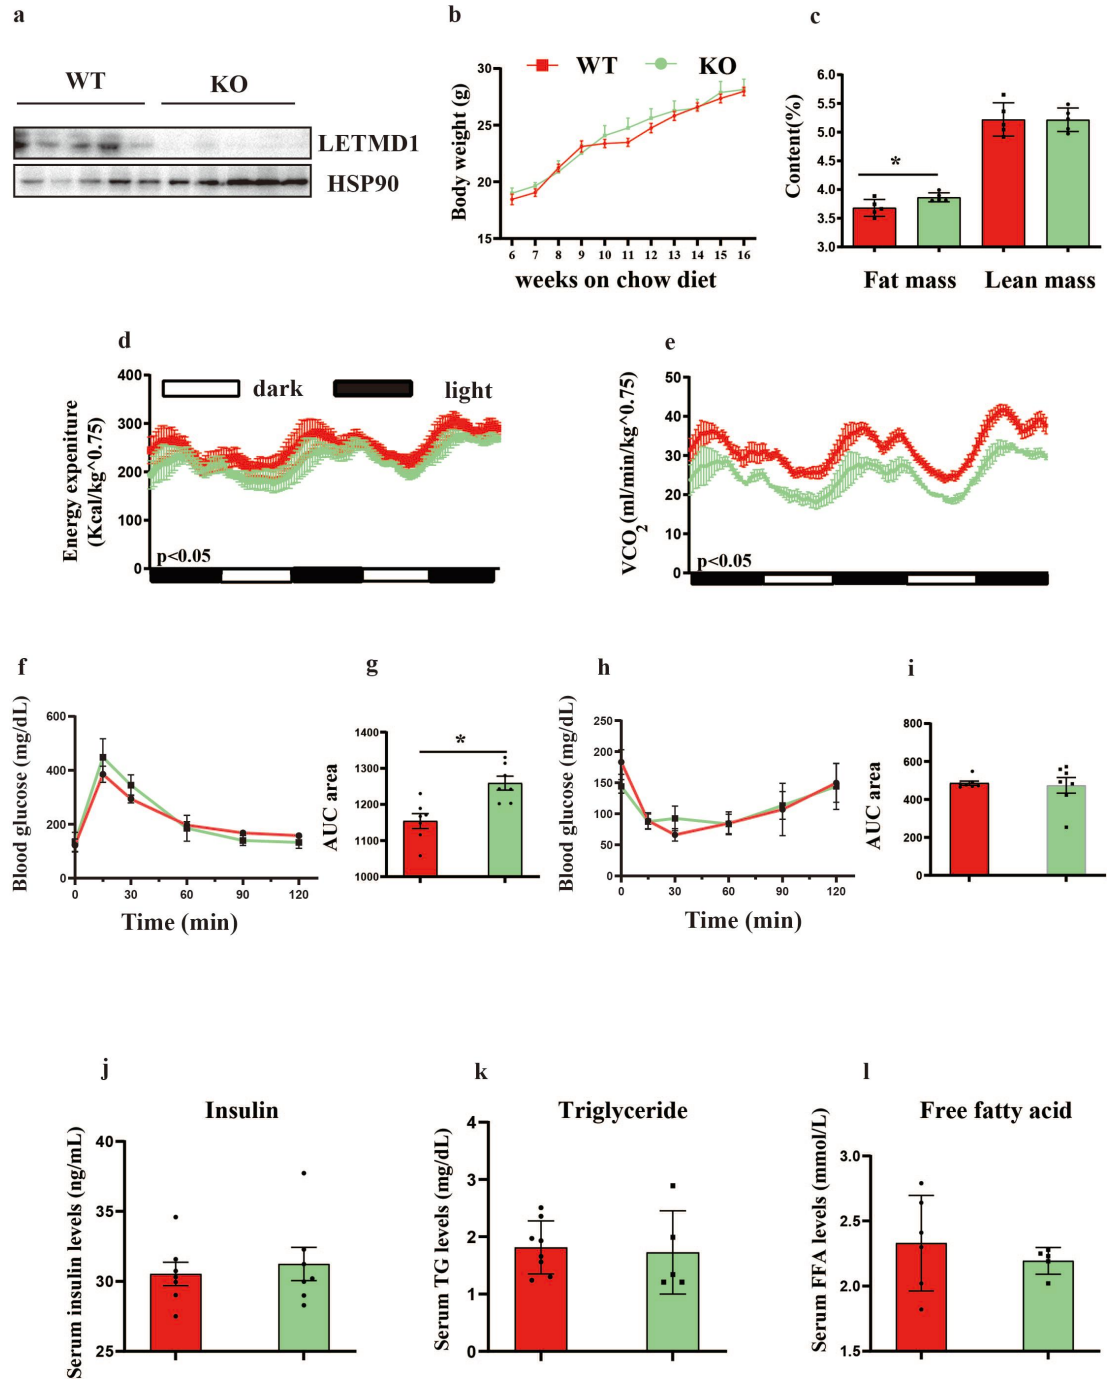 a
WT
KO
LETMD1
HSP90
b
WT
KO
Body weight (g)
30
25
20
15
6 7 8 9 10 11 12 13 14 15 16
weeks on chow diet
c
Content(%)
6.0
5.5
5.0
4.5
4.0
3.5
3.0
*
Fat mass
Lean mass
d
Energy expeniture
(Kcal/kg^0.75)
400
300
200
100
0
dark
light
p<0.05
e
VCO2(ml/min/kg^0.75)
50
40
30
20
10
0
p<0.05
f
Blood glucose (mg/dL)
600
400
200
0
0 30 60 90 120
Time (min)
g
AUC area
1400
1300
1200
1100
1000
*
h
Blood glucose (mg/dL)
250
200
150
100
50
0
0 30 60 90 120
Time (min)
i
AUC area
800
600
400
200
0
j
Insulin
Serum insulin levels (ng/mL)
40
35
30
25
k
Triglyceride
Serum TG levels (mg/dL)
4
3
2
1
0
l
Free fatty acid
Serum FFA levels (mmol/L)
3.0
2.5
2.0
1.5